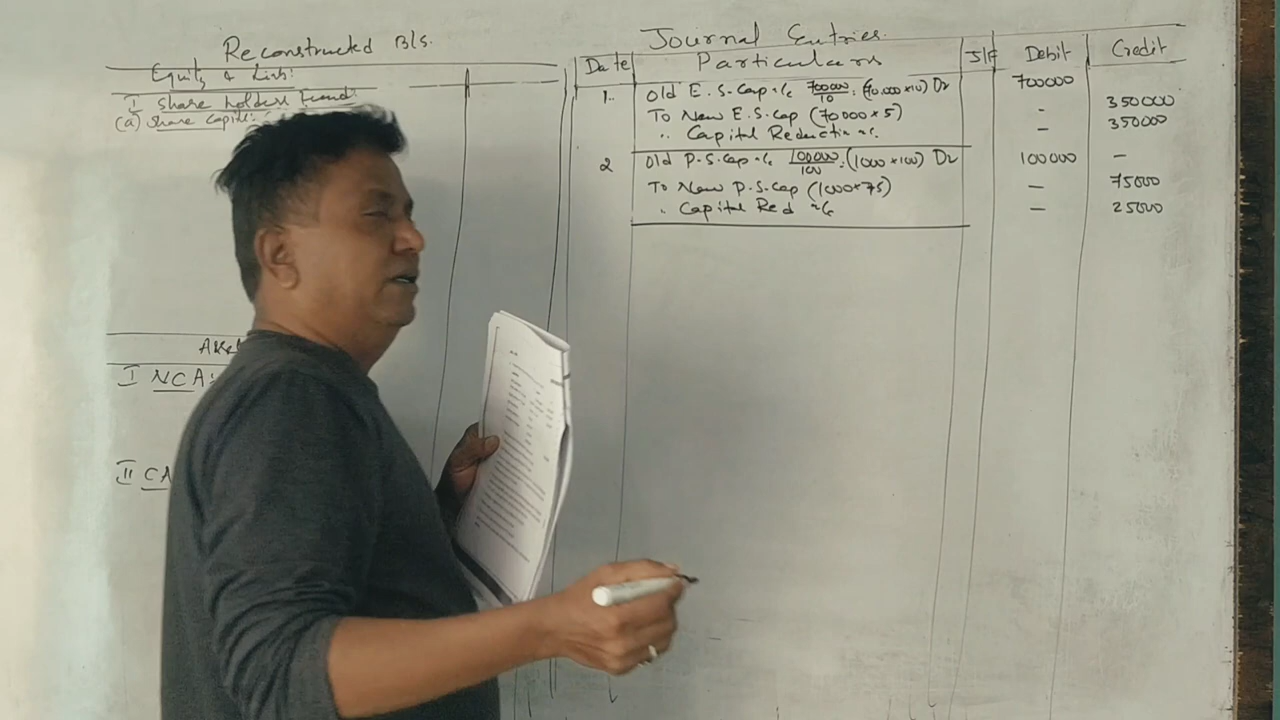 Reconstructed B/s.
Equity & Liab:
I Share holders Fund:
(a) Share capital:
Asset
I NCA:
II CA
Journal Entries.
Date Particulars J/F Debit Credit
1. Old E.S.Cap a/c 700000/10 : (70000×10) Dr 700000
To New E.S.Cap (70000×5) - 350000
" Capital Reduction a/c. - 350000
2 Old P.S.Cap a/c 100000/100 : (1000×100) Dr 100000 -
To New P.S.Cap (1000×75) - 75000
" Capital Red a/c - 25000